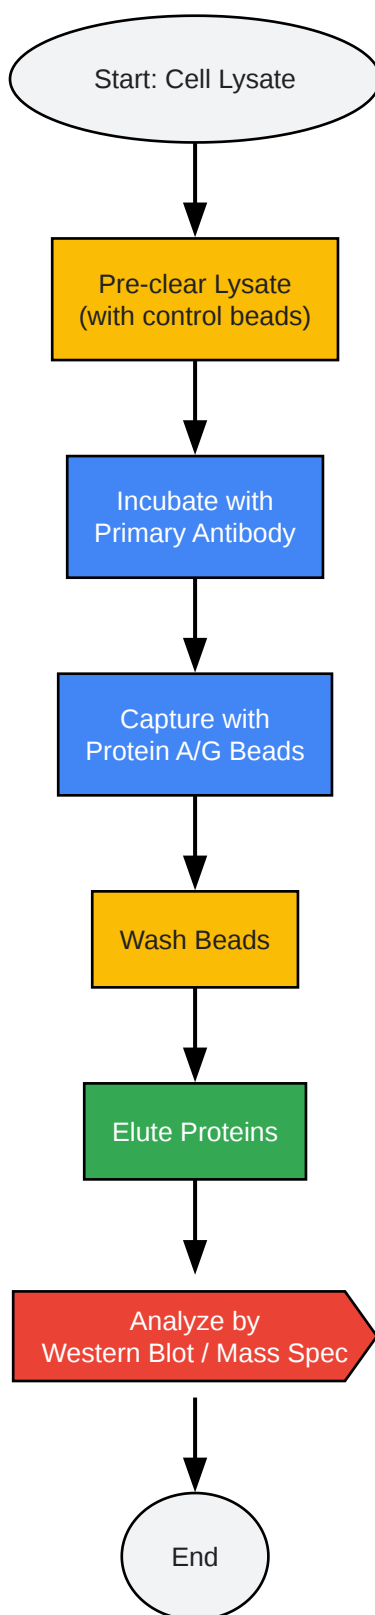 Start: Cell Lysate
Pre-clear Lysate
(with control beads)
Incubate with
Primary Antibody
Capture with
Protein A/G Beads
Wash Beads
Elute Proteins
Analyze by
Western Blot / Mass Spec
End